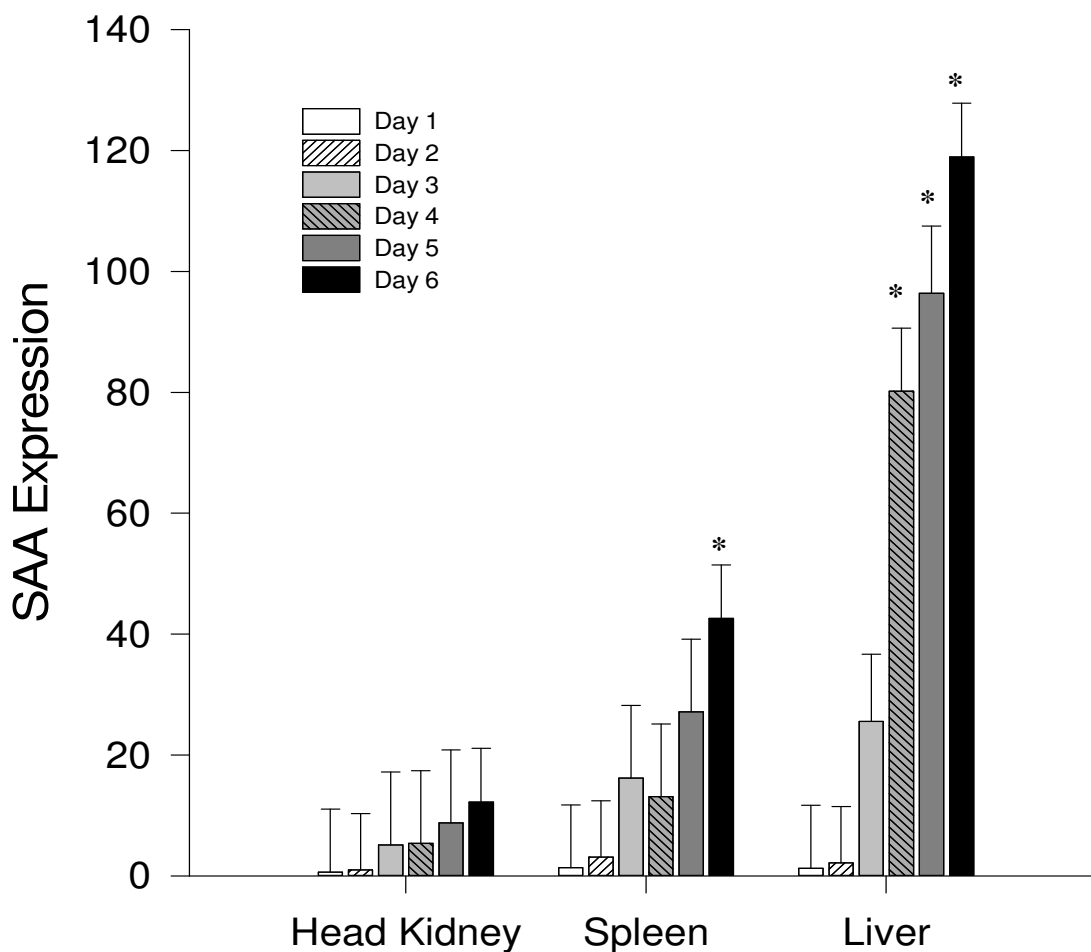 140
120
100
80
60
40
20
0
SAA Expression
Day 1
Day 2
Day 3
Day 4
Day 5
Day 6
*
*
*
*
Head Kidney
Spleen
Liver